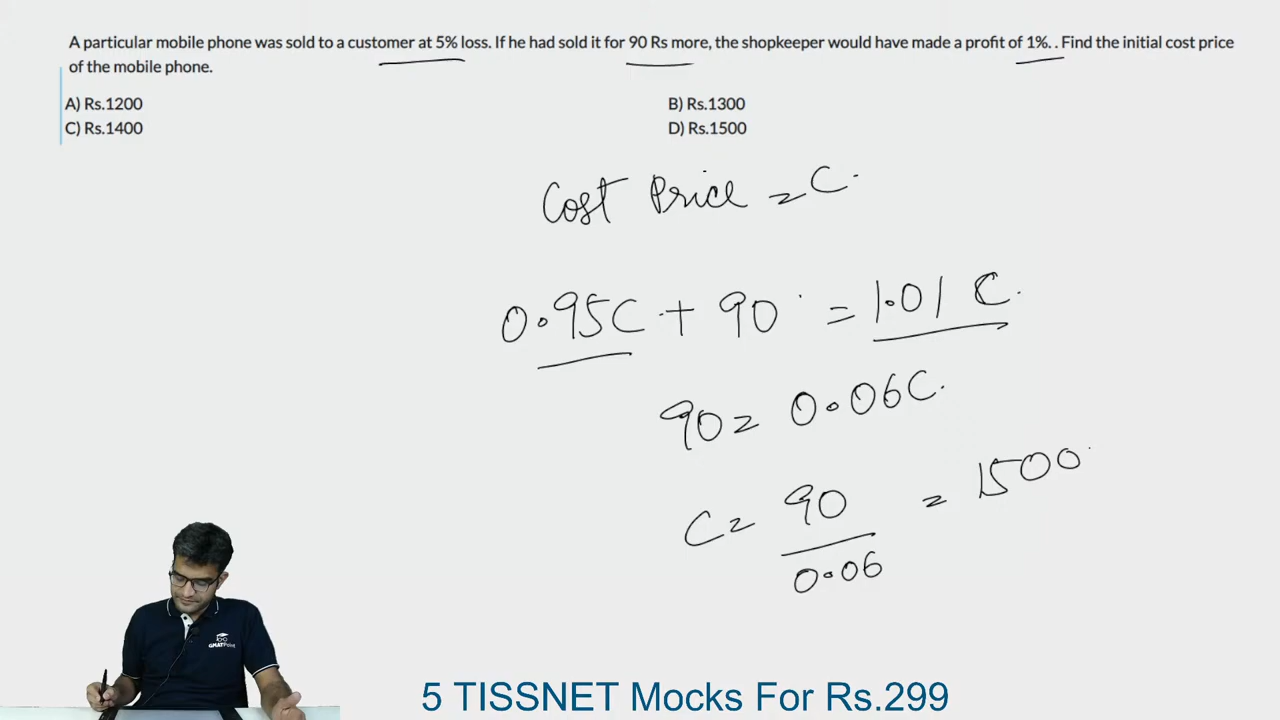 A particular mobile phone was sold to a customer at 5% loss. If he had sold it for 90 Rs more, the shopkeeper would have made a profit of 1%. . Find the initial cost price
of the mobile phone.
A) Rs.1200
B) Rs.1300
C) Rs.1400
D) Rs.1500
Cost Price = C.
0.95C + 90 = 1.01 C.
90 = 0.06C.
C = 90/0.06 = 1500
GMATPoint
5 TISSNET Mocks For Rs.299